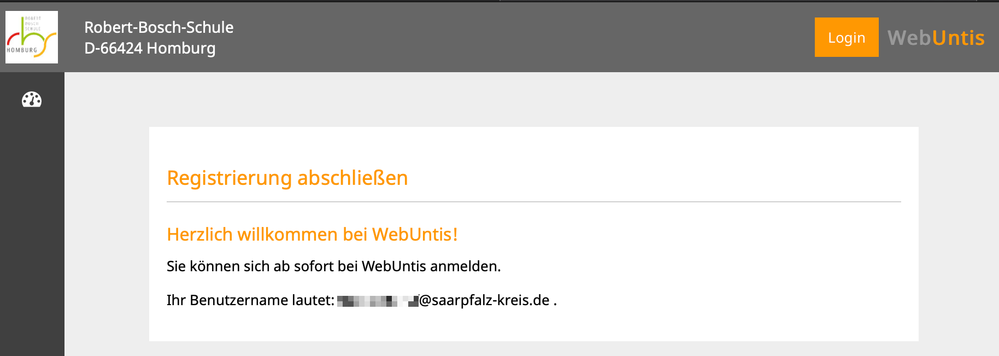 ROBERT
BOSCH
SCHULE
HOMBURG
Robert-Bosch-Schule
D-66424 Homburg
Login
WebUntis
Registrierung abschließen
Herzlich willkommen bei WebUntis!
Sie können sich ab sofort bei WebUntis anmelden.
Ihr Benutzername lautet: @saarpfalz-kreis.de .